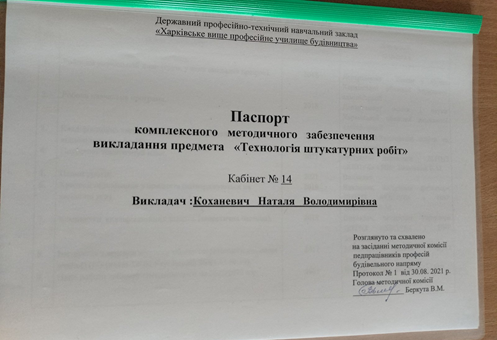 Державний професійно-технічний навчальний заклад
«Харківське вище професійне училище будівництва»
Паспорт
комплексного методичного забезпечення
викладання предмета «Технологія штукатурних робіт»
Кабінет № 14
Викладач :Коханевич Наталя Володимирівна
Розглянуто та схвалено
на засіданні методичної комісії
педпрацівників професій
будівельного напряму
Протокол № 1 від 30.08. 2021 р.
Голова методичної комісії
Беркута В.М.